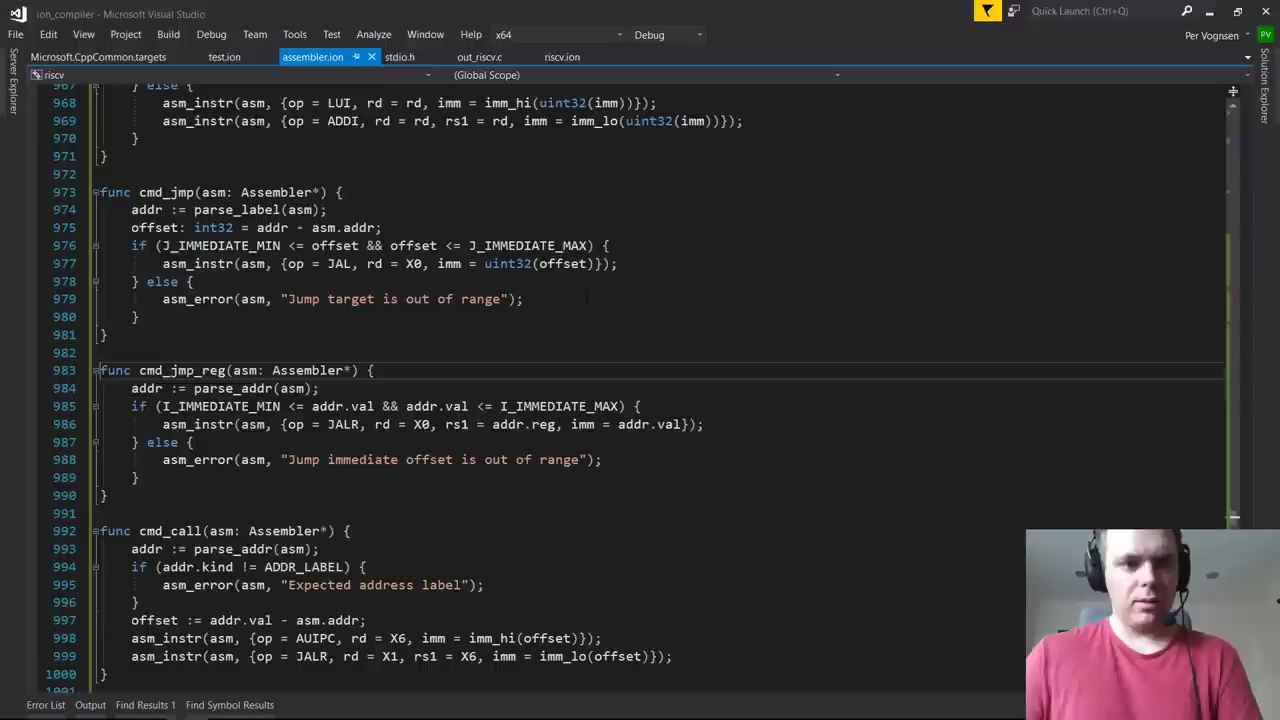 ion_compiler - Microsoft Visual Studio
Quick Launch (Ctrl+Q)
File Edit View Project Build Debug Team Tools Test Analyze Window Help x64 Debug Per Vognsen PV
Microsoft.CppCommon.targets test.ion assembler.ion stdio.h out_riscv.c riscv.ion
riscv (Global Scope)
Server Explorer
Solution Explorer
967 } else {
968 asm_instr(asm, {op = LUI, rd = rd, imm = imm_hi(uint32(imm))});
969 asm_instr(asm, {op = ADDI, rd = rd, rs1 = rd, imm = imm_lo(uint32(imm))});
970 }
971 }
972
973 func cmd_jmp(asm: Assembler*) {
974 addr := parse_label(asm);
975 offset: int32 = addr - asm.addr;
976 if (J_IMMEDIATE_MIN <= offset && offset <= J_IMMEDIATE_MAX) {
977 asm_instr(asm, {op = JAL, rd = X0, imm = uint32(offset)});
978 } else {
979 asm_error(asm, "Jump target is out of range");
980 }
981 }
982
983 func cmd_jmp_reg(asm: Assembler*) {
984 addr := parse_addr(asm);
985 if (I_IMMEDIATE_MIN <= addr.val && addr.val <= I_IMMEDIATE_MAX) {
986 asm_instr(asm, {op = JALR, rd = X0, rs1 = addr.reg, imm = addr.val});
987 } else {
988 asm_error(asm, "Jump immediate offset is out of range");
989 }
990 }
991
992 func cmd_call(asm: Assembler*) {
993 addr := parse_addr(asm);
994 if (addr.kind != ADDR_LABEL) {
995 asm_error(asm, "Expected address label");
996 }
997 offset := addr.val - asm.addr;
998 asm_instr(asm, {op = AUIPC, rd = X6, imm = imm_hi(offset)});
999 asm_instr(asm, {op = JALR, rd = X1, rs1 = X6, imm = imm_lo(offset)});
1000 }
1001
Error List Output Find Results 1 Find Symbol Results